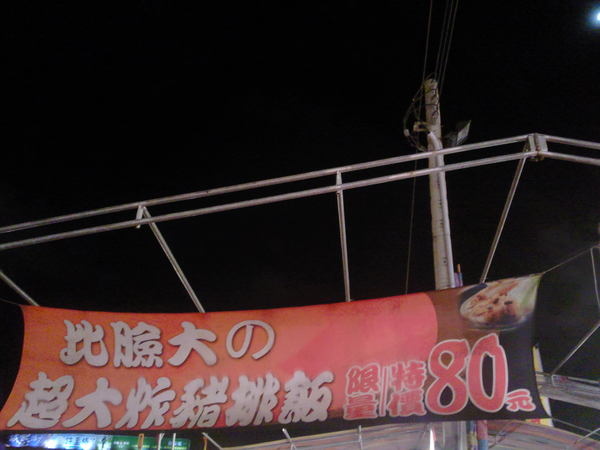 比臉大の
超大炸豬排飯
限量 特價 80元